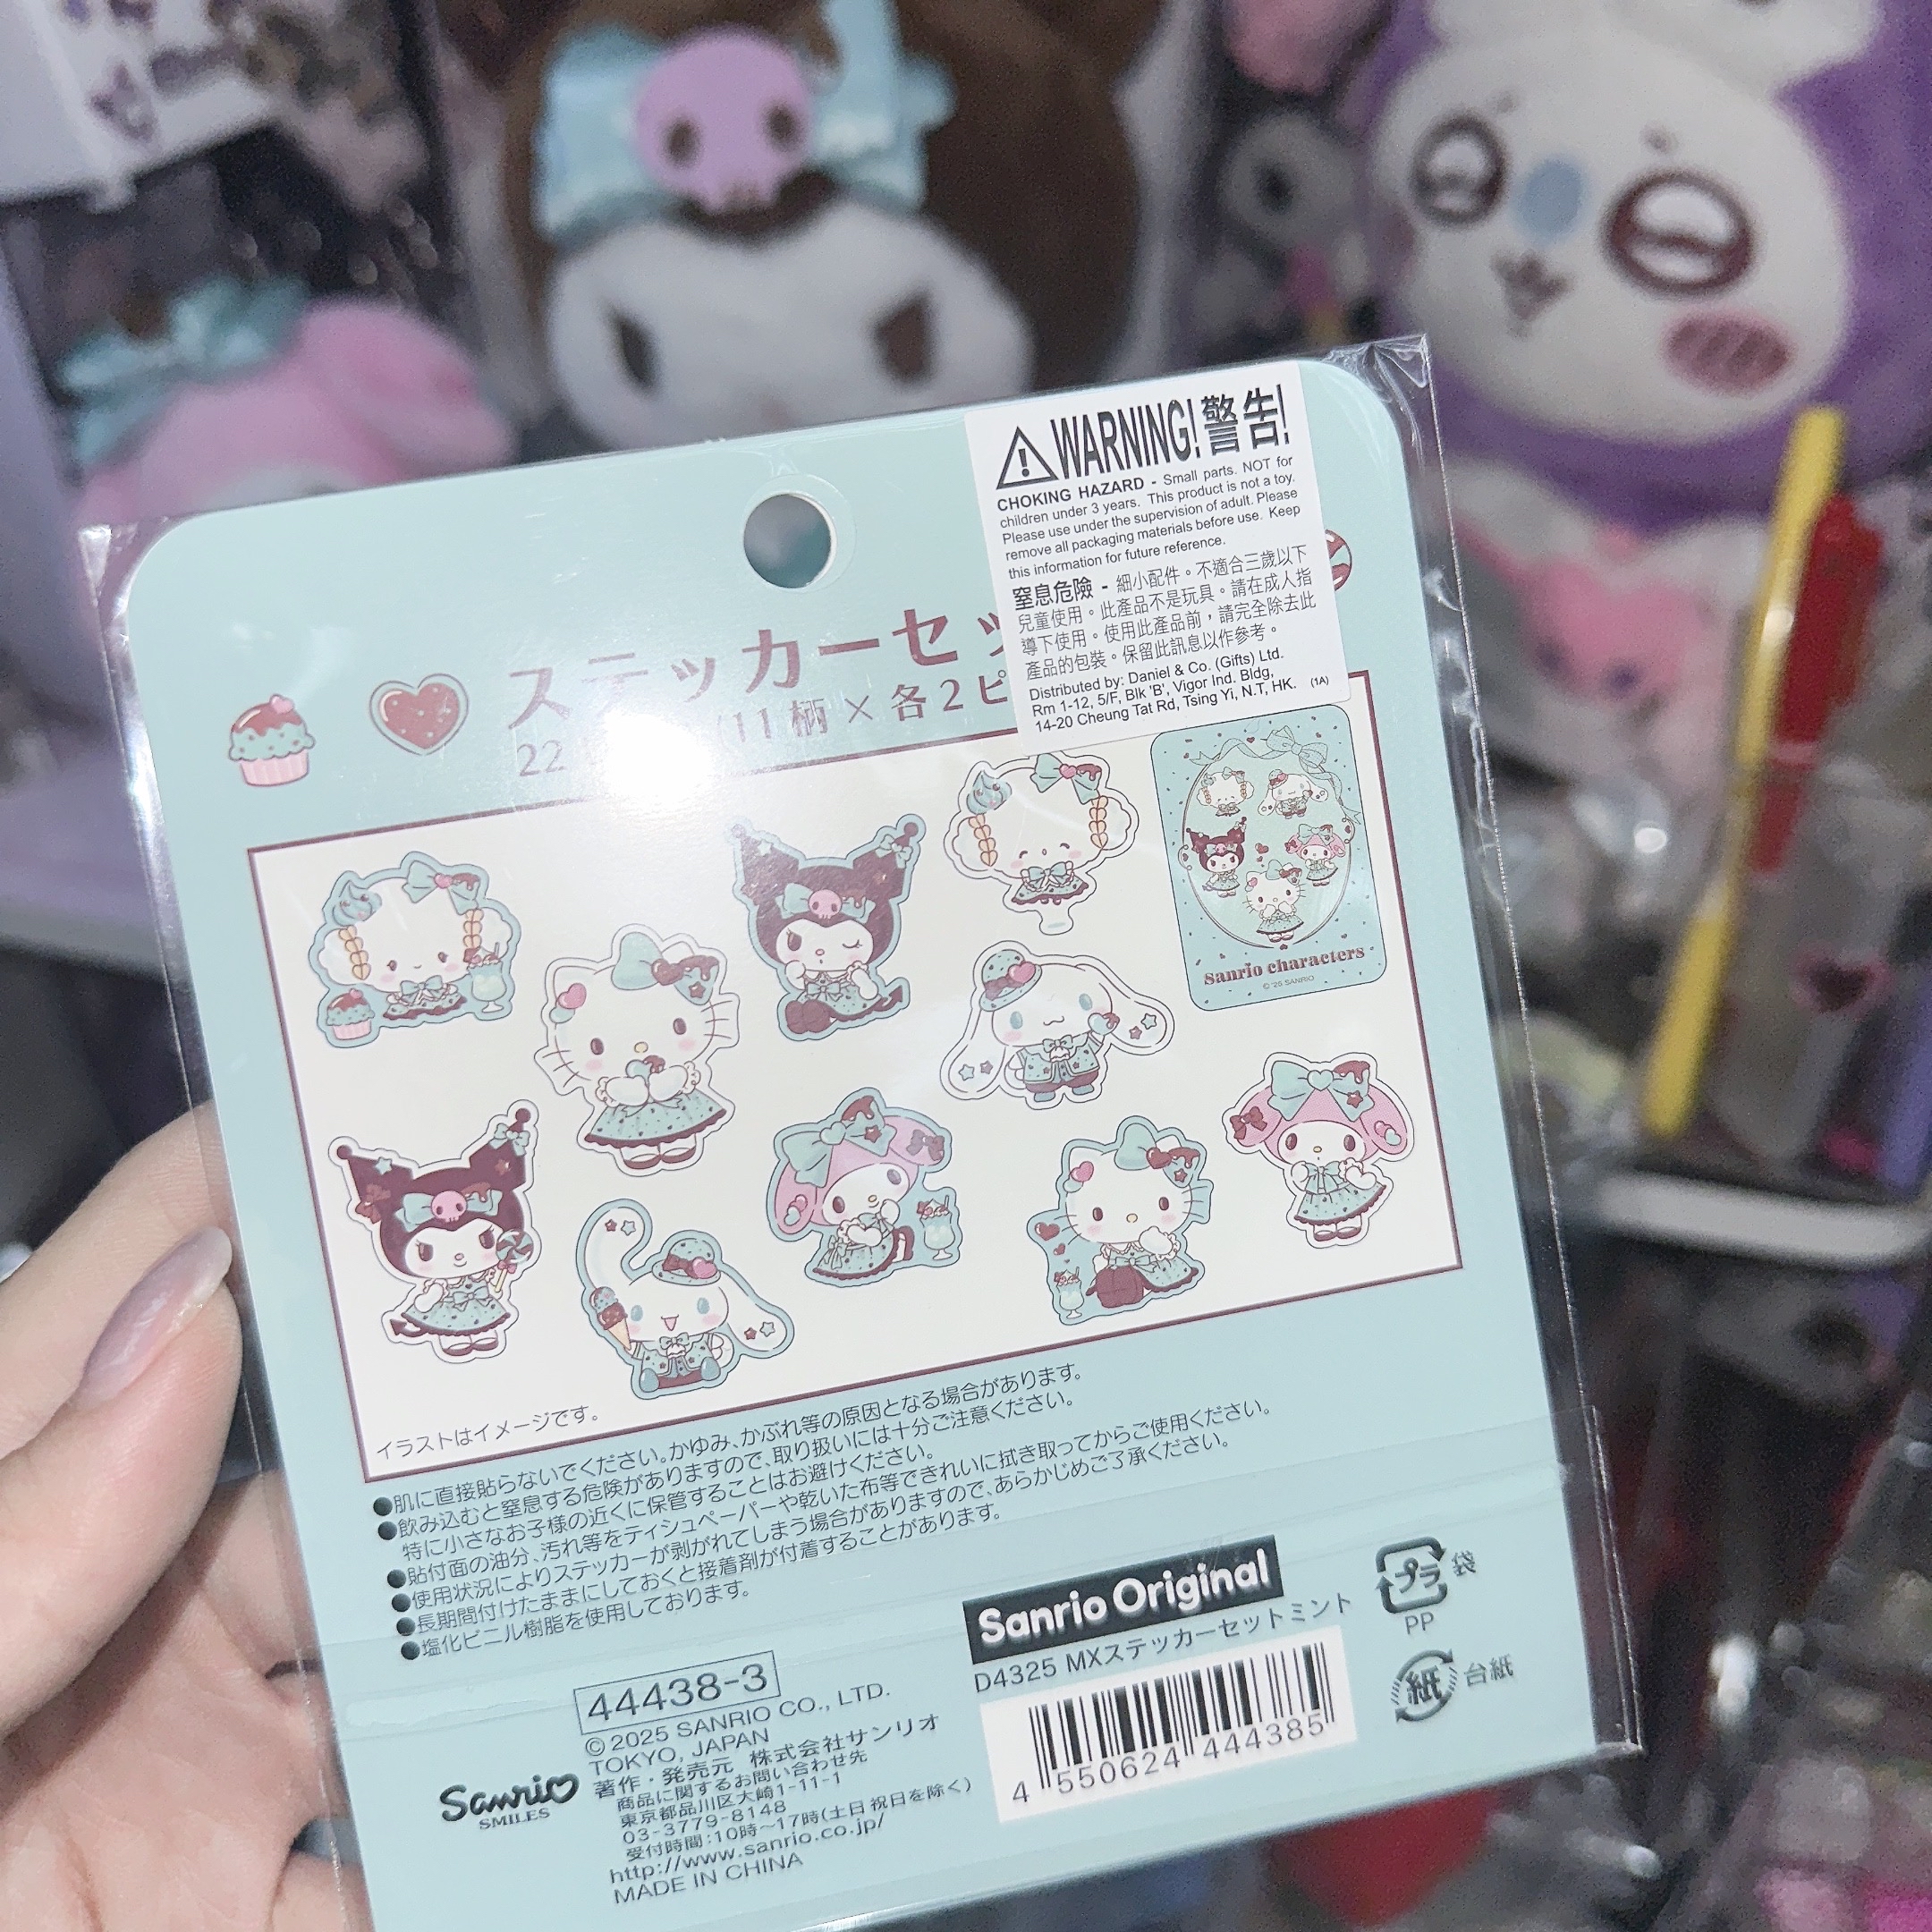 WARNING! 警告!
CHOKING HAZARD - Small parts. NOT for
children under 3 years. This product is not a toy.
Please use under the supervision of adult. Please
remove all packaging materials before use. Keep
this information for future reference.
窒息危險 - 細小配件。不適合三歲以下
兒童使用。此產品不是玩具。請在成人指
導下使用。使用此產品前，請完全除去此
產品的包裝。保留此訊息以作參考。
Distributed by: Daniel & Co. (Gifts) Ltd.
Rm 1-12, 5/F, Blk 'B', Vigor Ind. Bldg,
14-20 Cheung Tat Rd, Tsing Yi, N.T, HK. (1A)
ステッカーセッ
22 (11柄×各2ピ
Sanrio characters
© '25 SANRIO
イラストはイメージです。
●肌に直接貼らないでください。かゆみ、かぶれ等の原因となる場合があります。
●飲み込むと窒息する危険がありますので、取り扱いには十分ご注意ください。
特に小さなお子様の近くに保管することはお避けください。
●貼付面の油分、汚れ等をティシュペーパーや乾いた布等できれいに拭き取ってからご使用ください。
●使用状況によりステッカーが剥がれてしまう場合がありますので、あらかじめご了承ください。
●長期間付けたままにしておくと接着剤が付着することがあります。
●塩化ビニル樹脂を使用しております。
44438-3
©2025 SANRIO CO., LTD.
TOKYO, JAPAN
著作・発売元 株式会社サンリオ
商品に関するお問い合わせ先
東京都品川区大崎1-11-1
03-3779-8148
受付時間:10時～17時(土日祝日を除く)
http://www.sanrio.co.jp/
MADE IN CHINA
Sanrio
SMILES
Sanrio Original
D4325 MXステッカーセットミント
4 550624 444385
プラ 袋
PP
紙 台紙